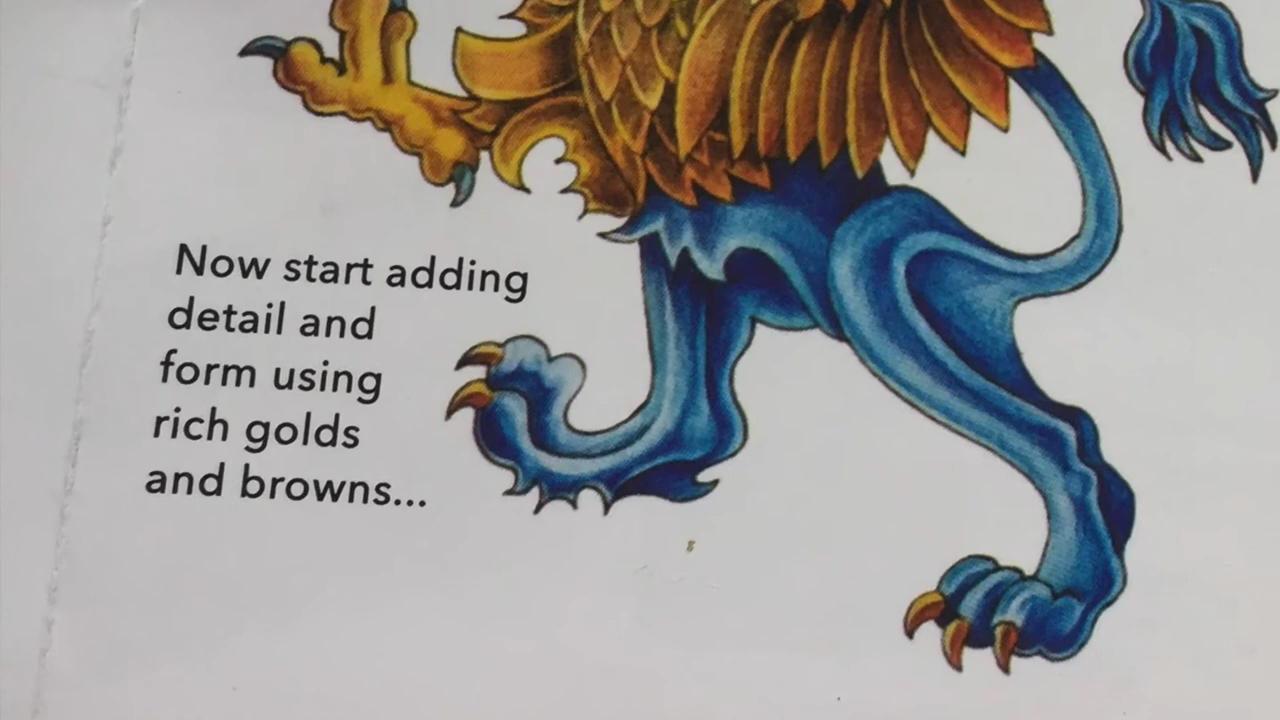 Now start adding
detail and
form using
rich golds
and browns...